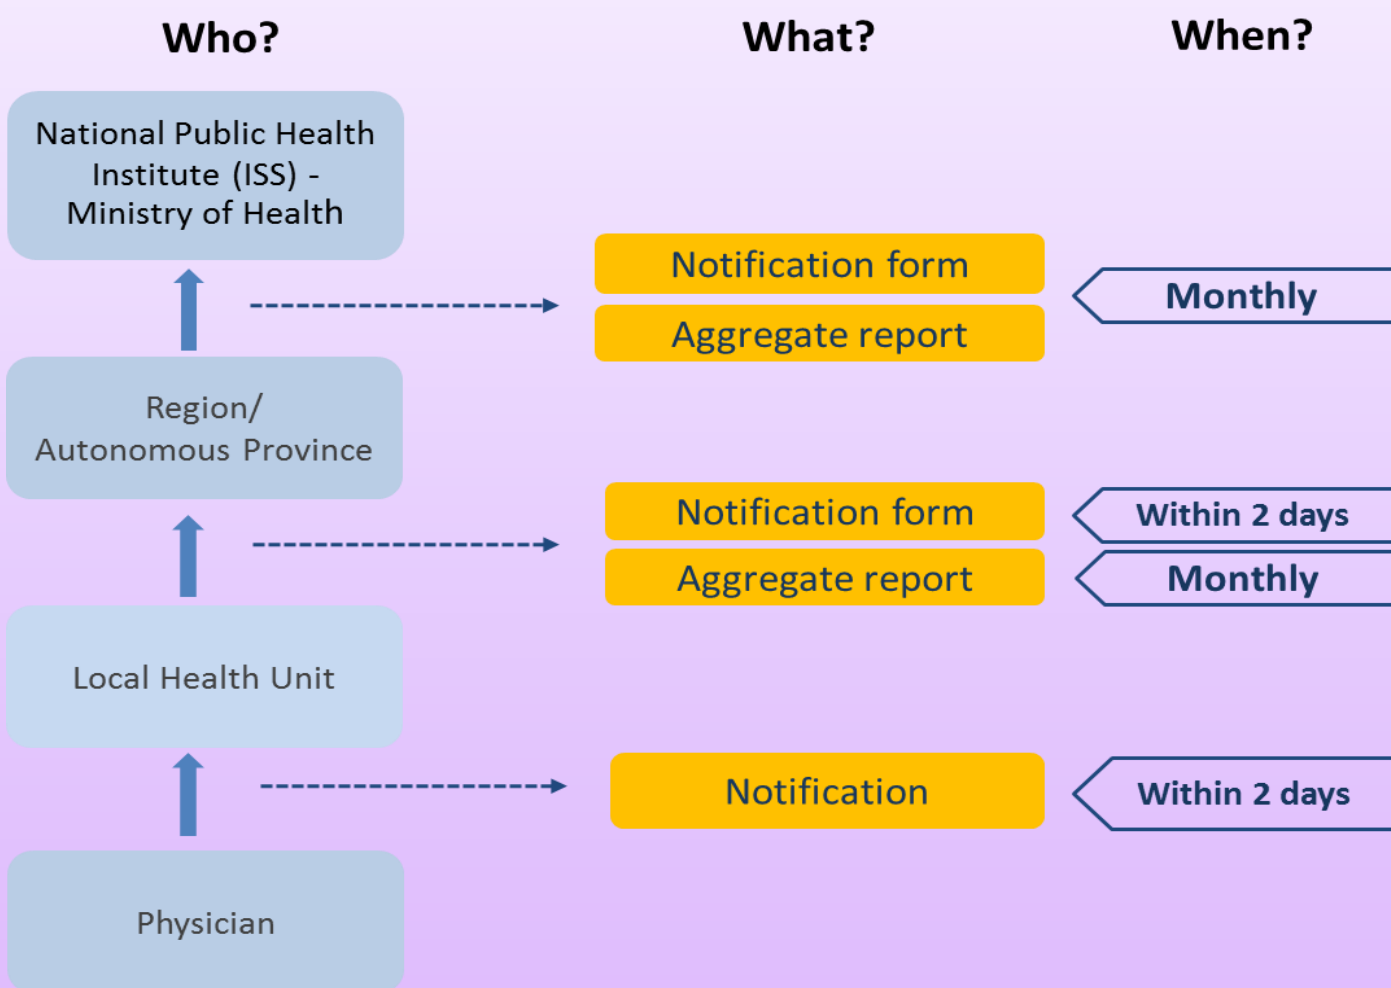 Who?
What?
When?
National Public Health
Institute (ISS) -
Ministry of Health
Notification form
Monthly
Aggregate report
Region/
Autonomous Province
Notification form
Within 2 days
Aggregate report
Monthly
Local Health Unit
Notification
Within 2 days
Physician